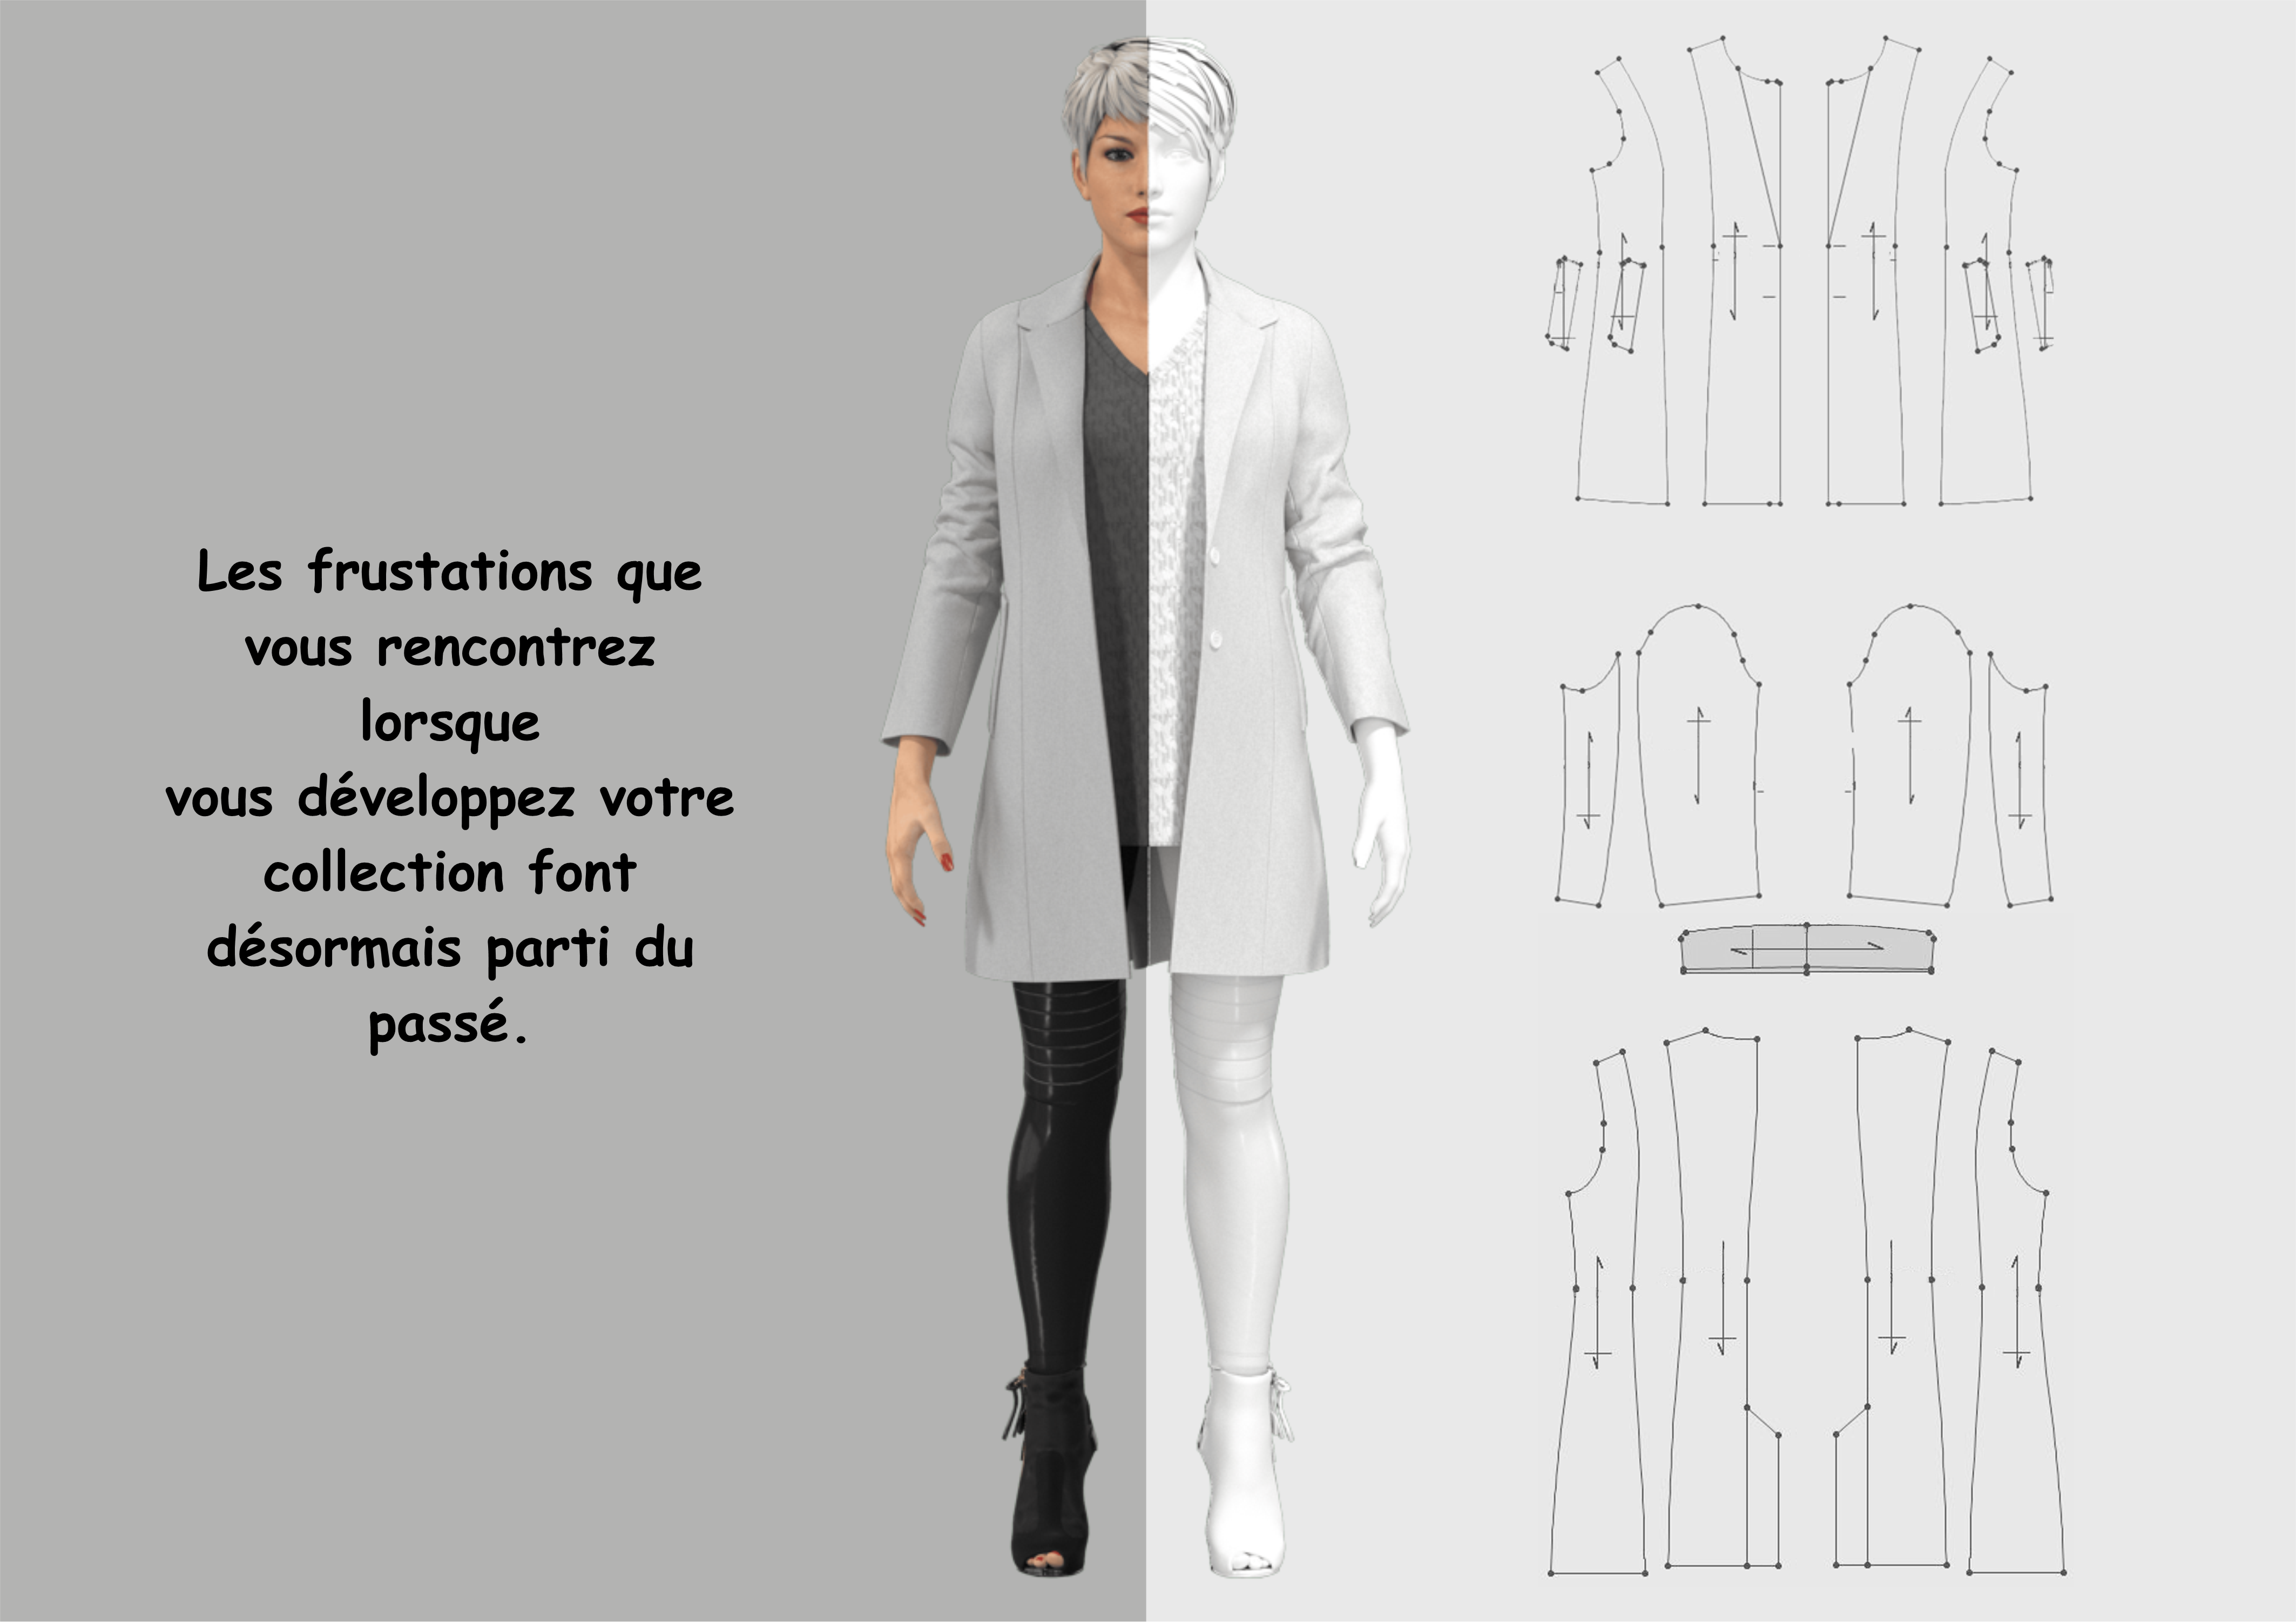 Les frustations que
vous rencontrez
lorsque
vous développez votre
collection font
désormais parti du
passé.